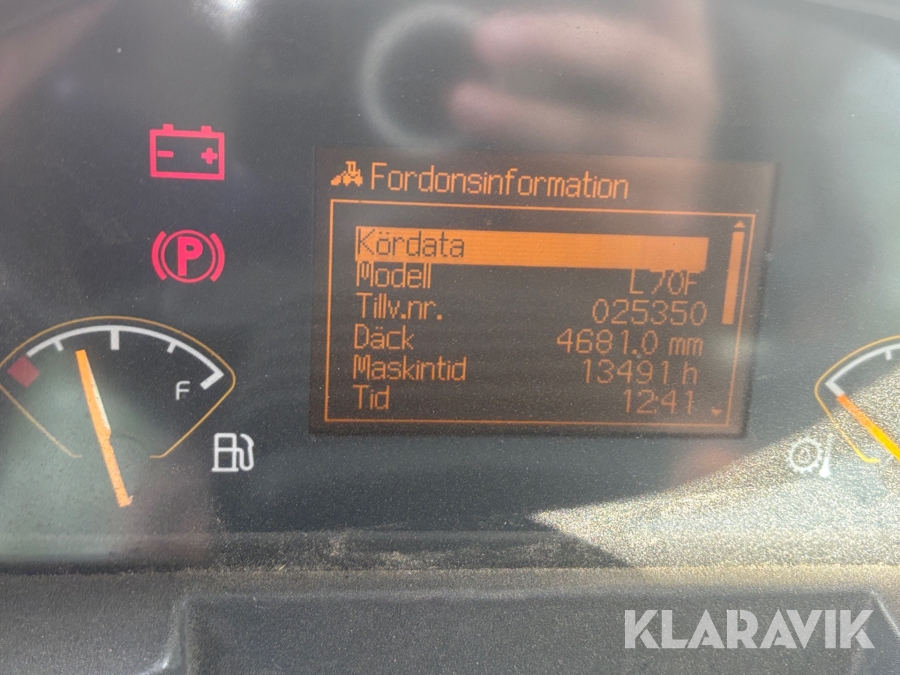 Fordonsinformation
Kördata
Modell L70F
Tillv.nr. 025350
Däck 4681.0 mm
Maskintid 13491 h
Tid 12:41
P
F
KLARAVIK